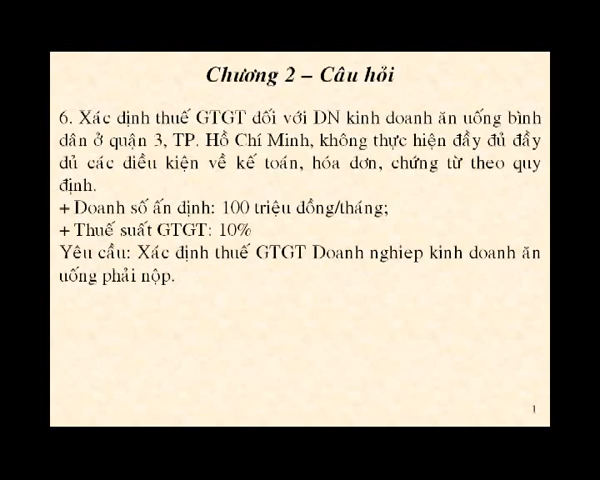 Chương 2 – Câu hỏi
6. Xác định thuế GTGT đối với DN kinh doanh ăn uống bình
dân ở quận 3, TP. Hồ Chí Minh, không thực hiện đầy đủ đầy
đủ các điều kiện về kế toán, hóa đơn, chứng từ theo quy
định.
+ Doanh số ấn định: 100 triệu đồng/tháng;
+ Thuế suất GTGT: 10%
Yêu cầu: Xác định thuế GTGT Doanh nghiep kinh doanh ăn
uống phải nộp.
1